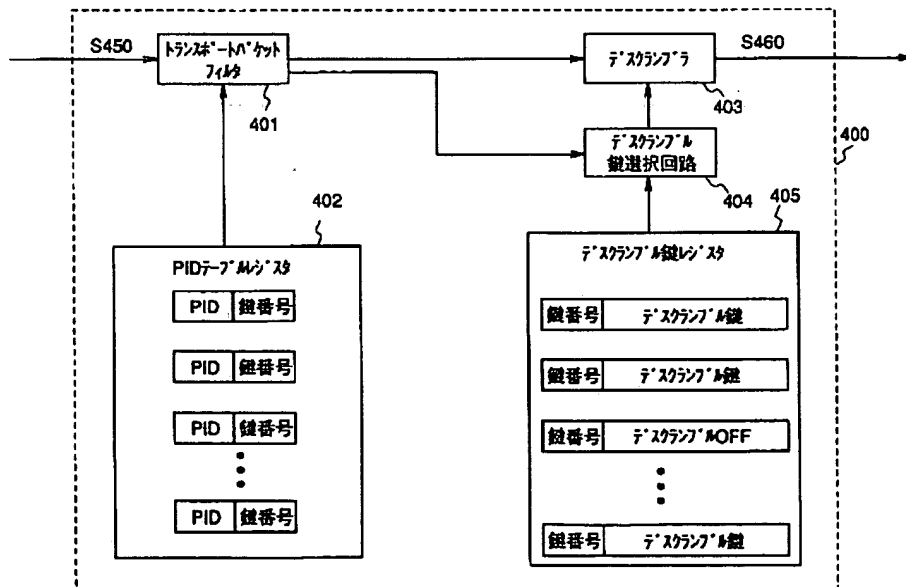 S450
トランスポートパケット
フィルタ
401
デスクランブラ
S460
403
デスクランブル
鍵選択回路
404
400
402
PIDテーブルレジスタ
PID 鍵番号
PID 鍵番号
PID 鍵番号
PID 鍵番号
405
デスクランブル鍵レジスタ
鍵番号 デスクランブル鍵
鍵番号 デスクランブル鍵
鍵番号 デスクランブルOFF
鍵番号 デスクランブル鍵